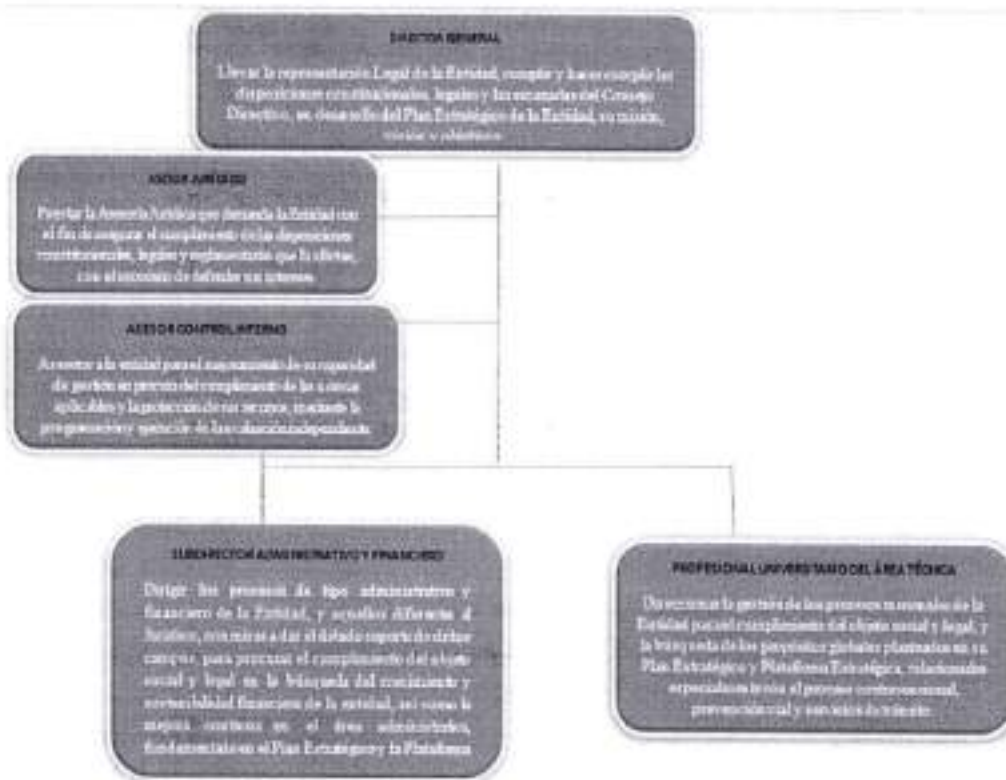 DIRECTOR GENERAL
Llevar la representación Legal de la Entidad, cumplir y hacer cumplir las
disposiciones constitucionales, legales y las emanadas del Consejo
Directivo, en desarrollo del Plan Estratégico de la Entidad, su misión,
visión y objetivos
ASESOR JURÍDICO
Prestar la Asesoría Jurídica que demanda la Entidad con
el fin de asegurar el cumplimiento de las disposiciones
constitucionales, legales y reglamentarias que la afectan,
con el de defender sus intereses
ASESOR CONTROL INTERNO
Asesorar a la entidad para el mejoramiento de su capacidad
de gestión en procura del cumplimiento de las normas
aplicables y la protección de sus recursos, mediante la
programación y ejecución de la evaluación independiente
SUBDIRECTOR ADMINISTRATIVO Y FINANCIERO
Dirigir los procesos de tipo administrativo y
financiero de la Entidad, y aquellos diferentes al
Jurídico, con miras a dar el debido soporte de dichos
campos, para procurar el cumplimiento del objeto
social y legal en la búsqueda del crecimiento y
sostenibilidad financiera de la entidad, así como la
mejora continua en el área administrativa,
fundamentado en el Plan Estratégico y la Plataforma
PROFESIONAL UNIVERSITARIO DEL ÁREA TÉCNICA
Direccionar la gestión de los procesos misionales de la
Entidad para el cumplimiento del objeto social y legal, y
la búsqueda de los propósitos globales planteados en su
Plan Estratégico y Plataforma Estratégica, relacionados
especialmente con el proceso contravencional,
prevención vial y servicios de tránsito